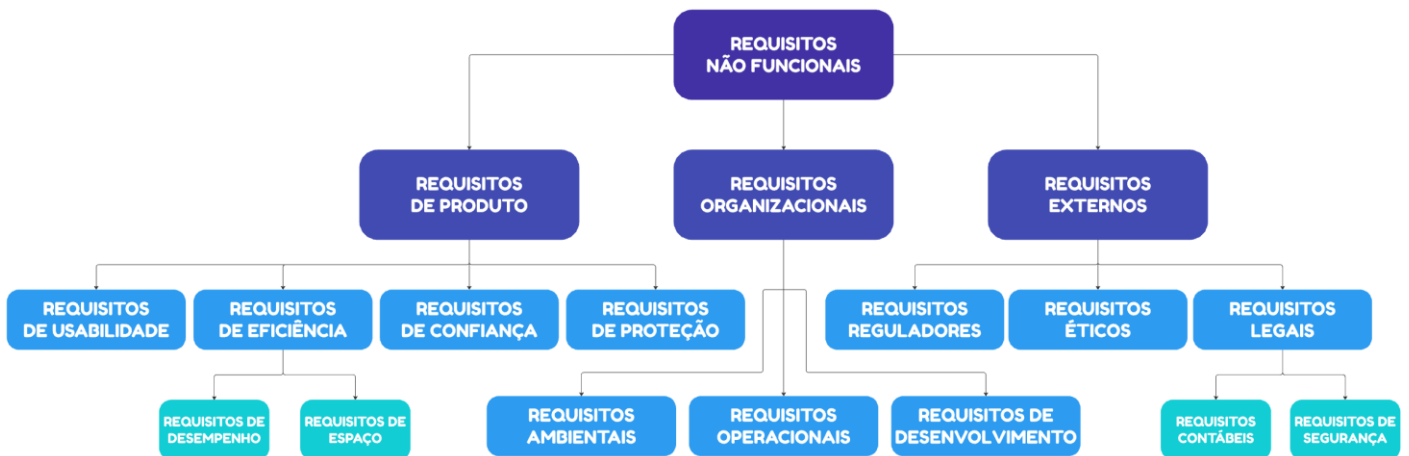 REQUISITOS
NÃO FUNCIONAIS
REQUISITOS
DE PRODUTO
REQUISITOS
ORGANIZACIONAIS
REQUISITOS
EXTERNOS
REQUISITOS
DE USABILIDADE
REQUISITOS
DE EFICIÊNCIA
REQUISITOS
DE CONFIANÇA
REQUISITOS
DE PROTEÇÃO
REQUISITOS
REGULADORES
REQUISITOS
ÉTICOS
REQUISITOS
LEGAIS
REQUISITOS DE
DESEMPENHO
REQUISITOS DE
ESPAÇO
REQUISITOS
AMBIENTAIS
REQUISITOS
OPERACIONAIS
REQUISITOS DE
DESENVOLVIMENTO
REQUISITOS
CONTÁBEIS
REQUISITOS DE
SEGURANÇA